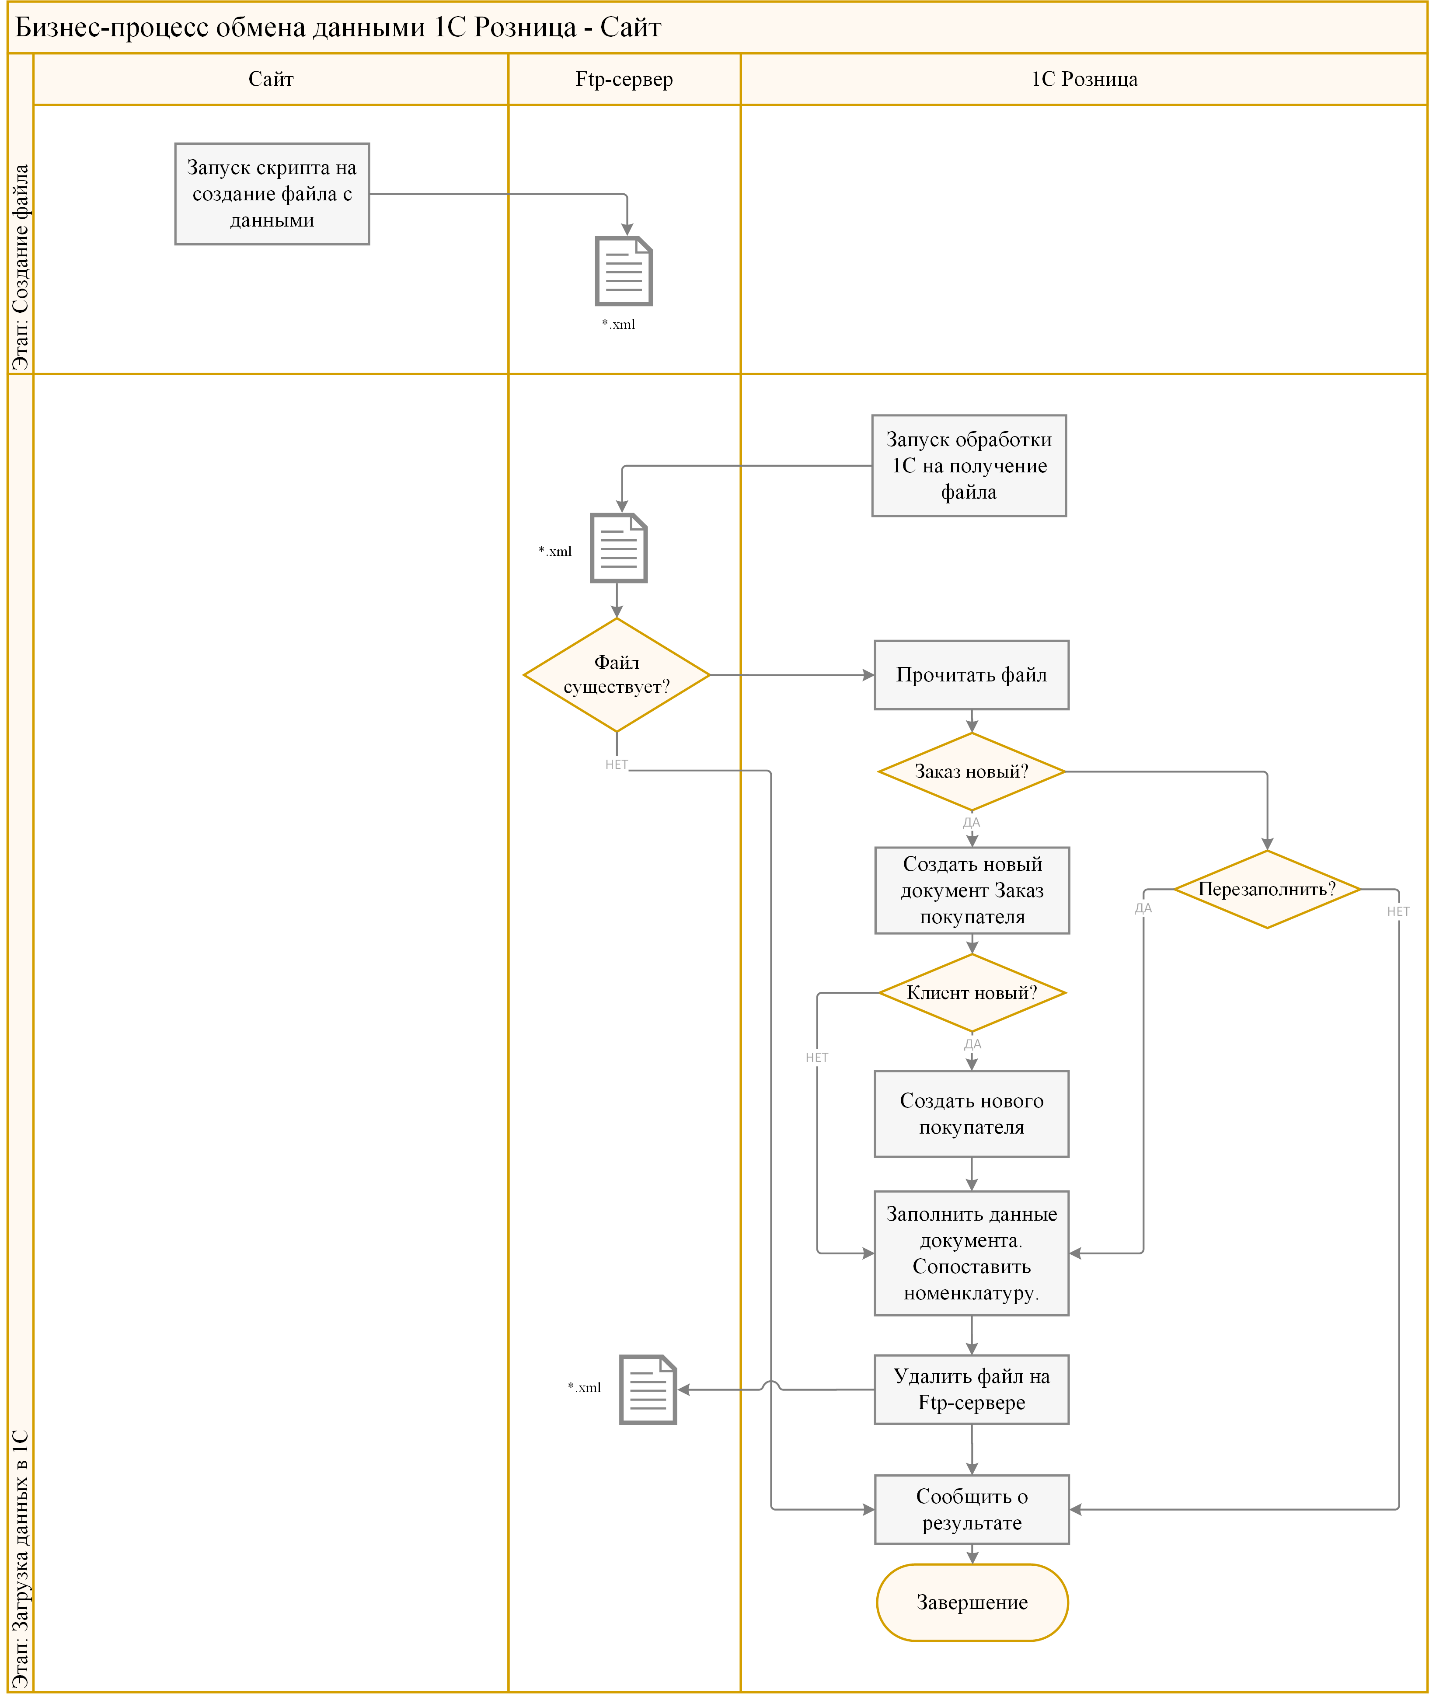 Бизнес-процесс обмена данными 1С Розница - Сайт
Сайт
Ftp-сервер
1С Розница
Этап: Создание файла
Запуск скрипта на
создание файла с
данными
*.xml
Этап: Загрузка данных в 1С
Запуск обработки
1С на получение
файла
*.xml
Файл
существует?
Прочитать файл
НЕТ
Заказ новый?
ДА
Создать новый
документ Заказ
покупателя
Перезаполнить?
ДА
НЕТ
Клиент новый?
НЕТ
ДА
Создать нового
покупателя
Заполнить данные
документа.
Сопоставить
номенклатуру.
*.xml
Удалить файл на
Ftp-сервере
Сообщить о
результате
Завершение